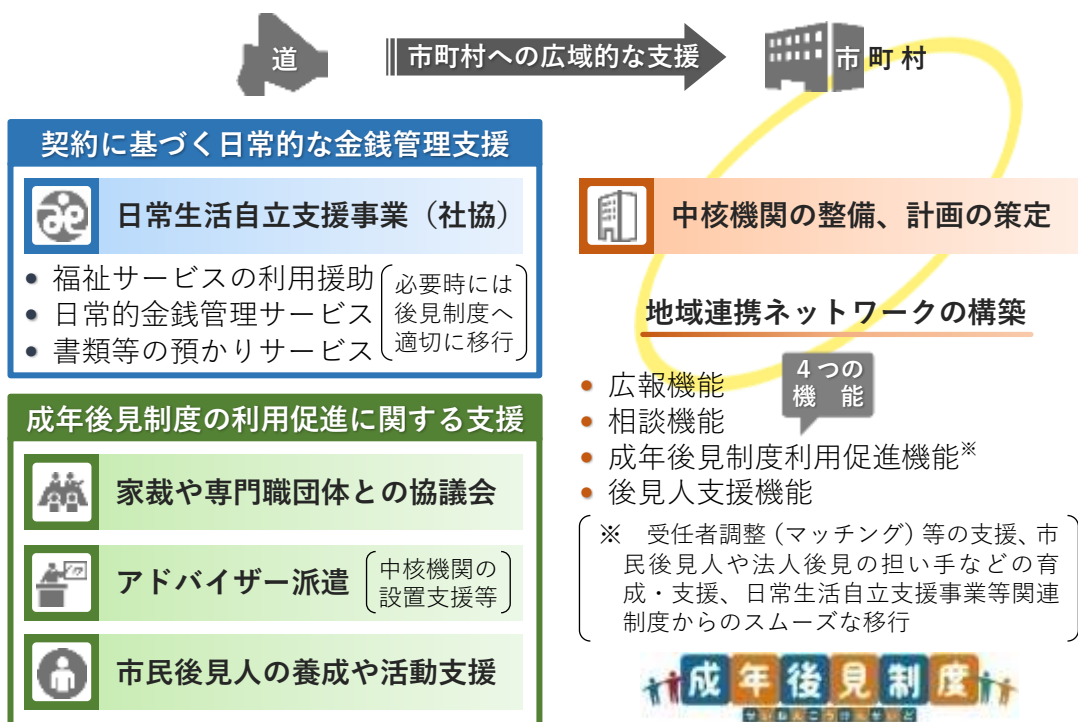 道
市町村への広域的な支援
市町村
契約に基づく日常的な金銭管理支援
日常生活自立支援事業（社協）
• 福祉サービスの利用援助
• 日常的金銭管理サービス
• 書類等の預かりサービス
必要時には
後見制度へ
適切に移行
成年後見制度の利用促進に関する支援
家裁や専門職団体との協議会
アドバイザー派遣
中核機関の
設置支援等
市民後見人の養成や活動支援
中核機関の整備、計画の策定
地域連携ネットワークの構築
４つの
機　能
• 広報機能
• 相談機能
• 成年後見制度利用促進機能※
• 後見人支援機能
※　受任者調整（マッチング）等の支援、市
民後見人や法人後見の担い手などの育
成・支援、日常生活自立支援事業等関連
制度からのスムーズな移行
成年後見制度
せいねんこうけんせいど